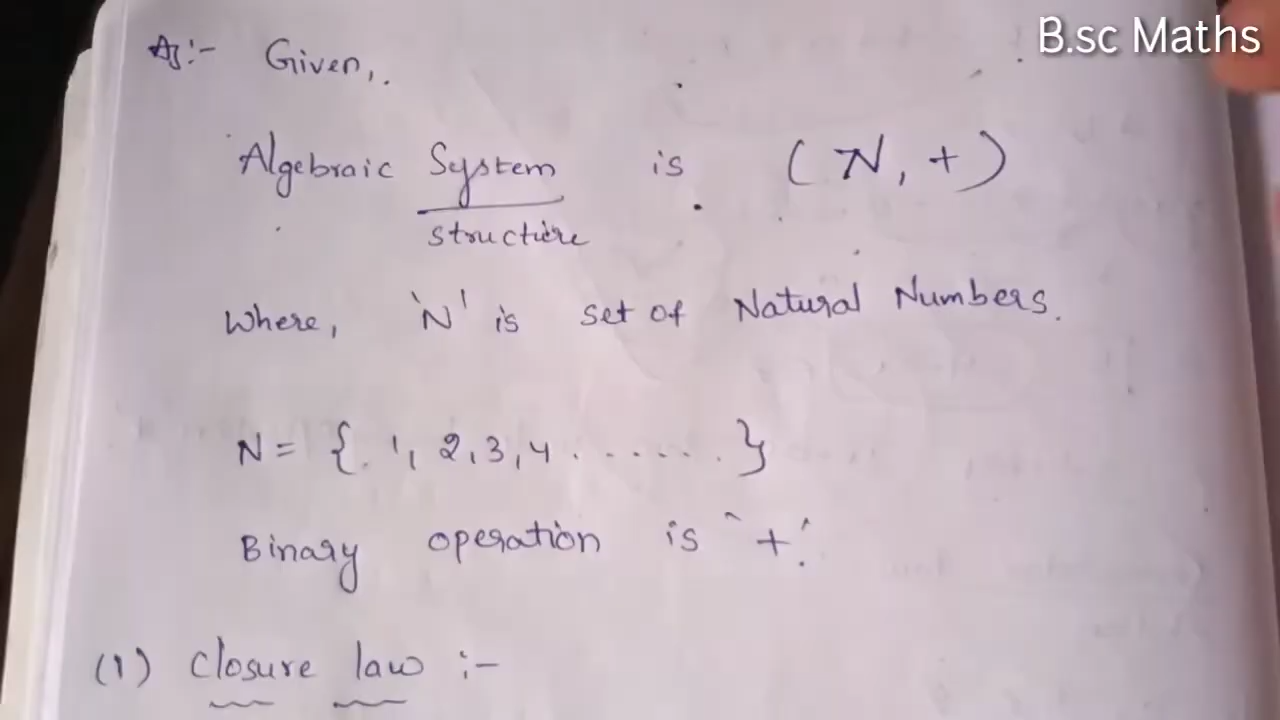 B.sc Maths
A:- Given,
Algebraic System is (N, +)
structure
Where, 'N' is set of Natural Numbers.
N = { 1, 2, 3, 4 ....... }
Binary operation is '+'.
(1) closure law :-